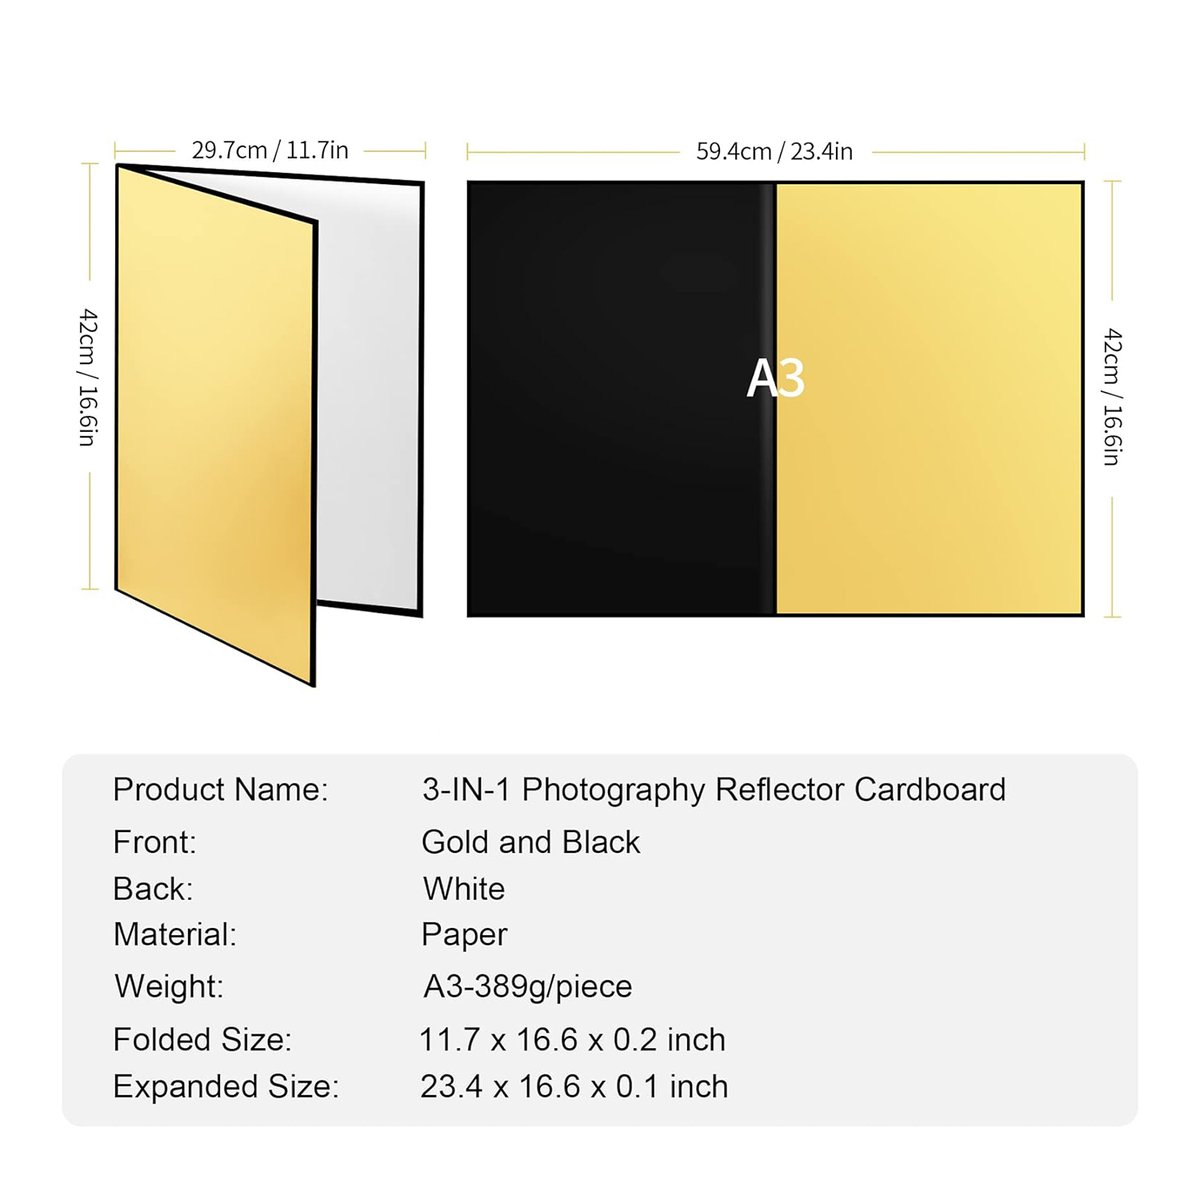 29.7cm / 11.7in
59.4cm / 23.4in
42cm / 16.6in
A3
42cm / 16.6in
Product Name: 3-IN-1 Photography Reflector Cardboard
Front: Gold and Black
Back: White
Material: Paper
Weight: A3-389g/piece
Folded Size: 11.7 x 16.6 x 0.2 inch
Expanded Size: 23.4 x 16.6 x 0.1 inch